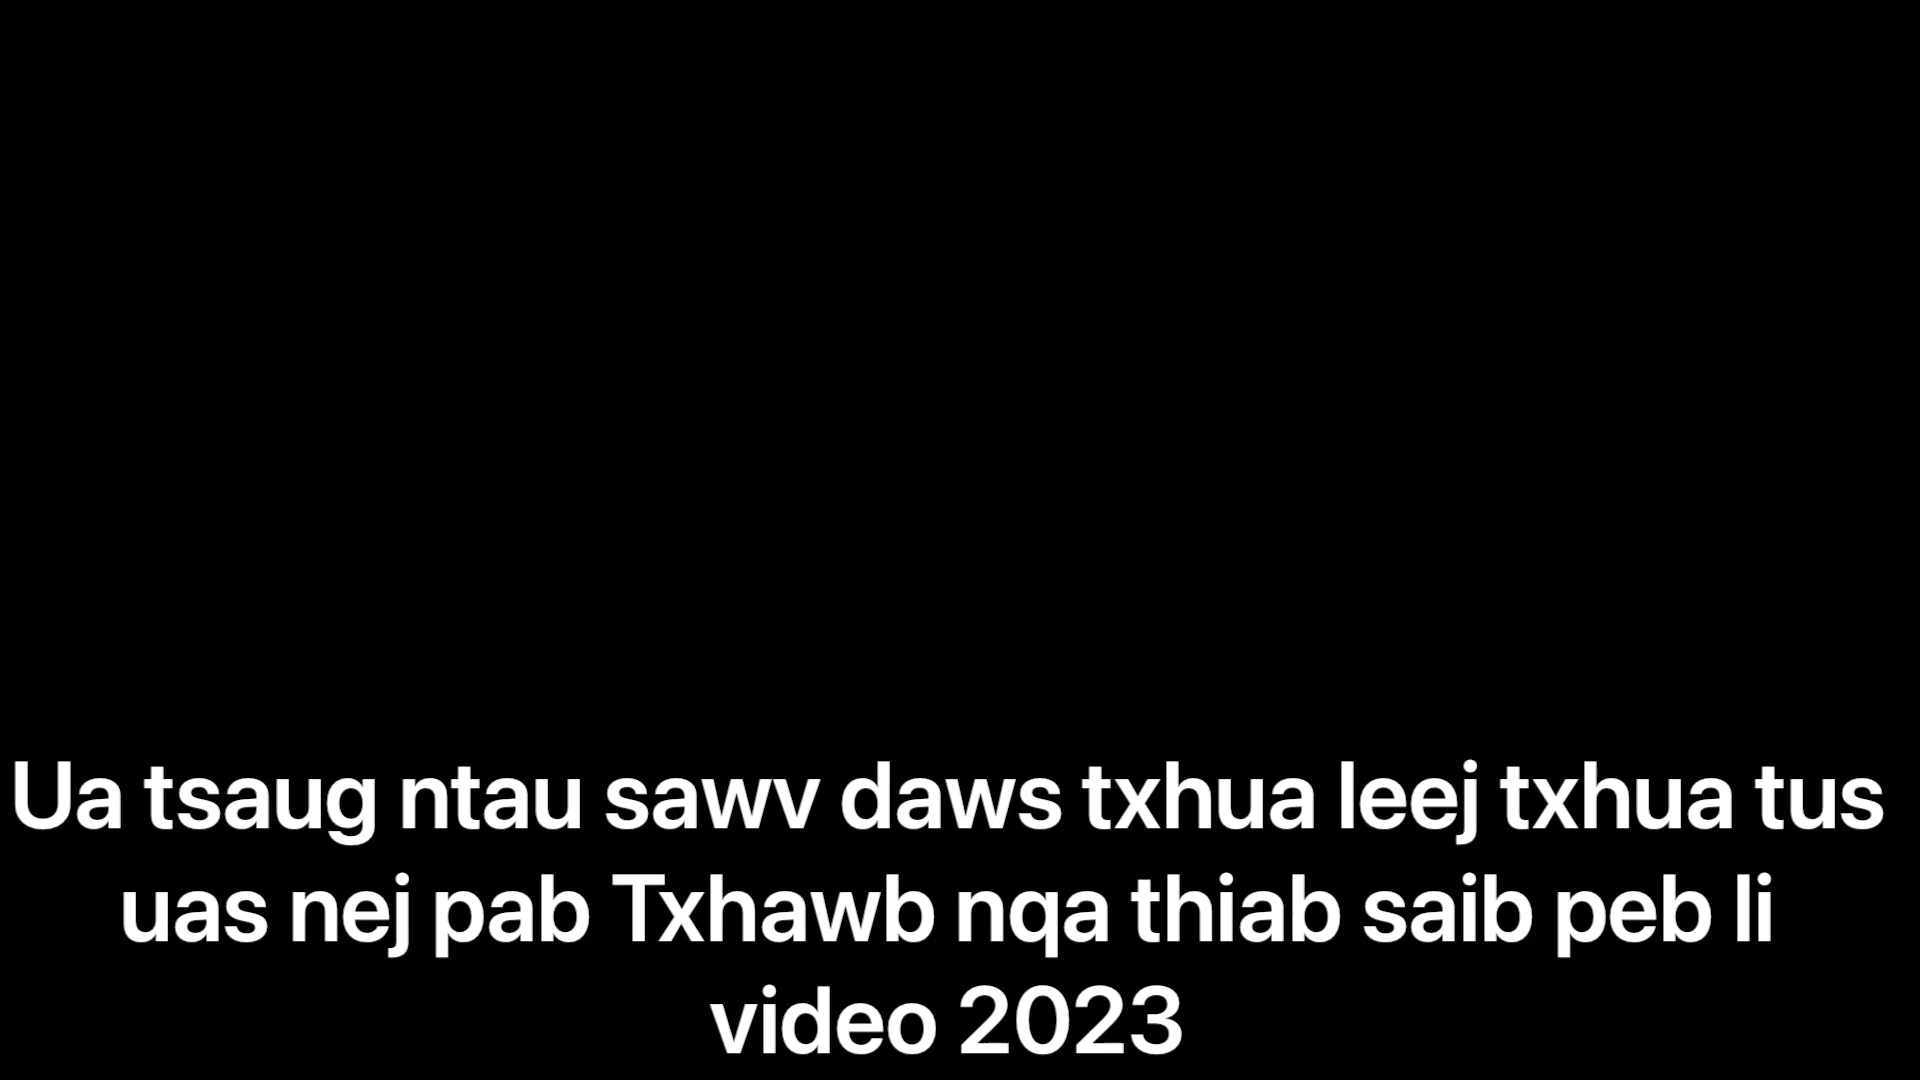 Ua tsaug ntau sawv daws txhua leej txhua tus
uas nej pab Txhawb nqa thiab saib peb li
video 2023